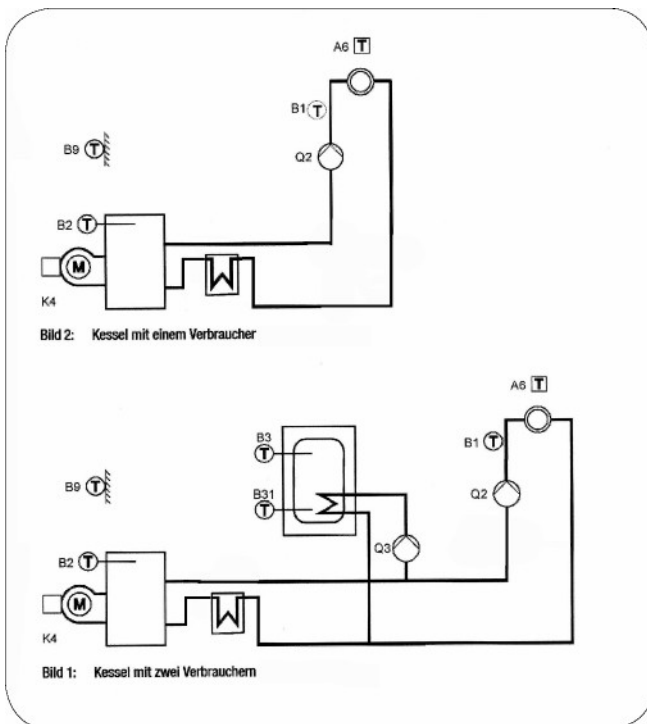 A6 T
B1 T
B9 T
Q2
B2 T
M
K4
Bild 2: Kessel mit einem Verbraucher
A6 T
B3
T
B1 T
B9 T
B31
T
Q2
Q3
B2 T
M
K4
Bild 1: Kessel mit zwei Verbrauchern